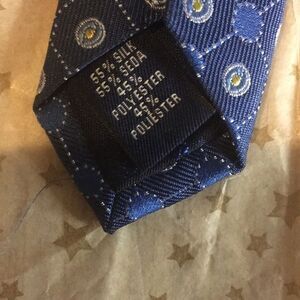 55% SILK
55% SEDA
45%
POLYESTER
45%
POLIESTER